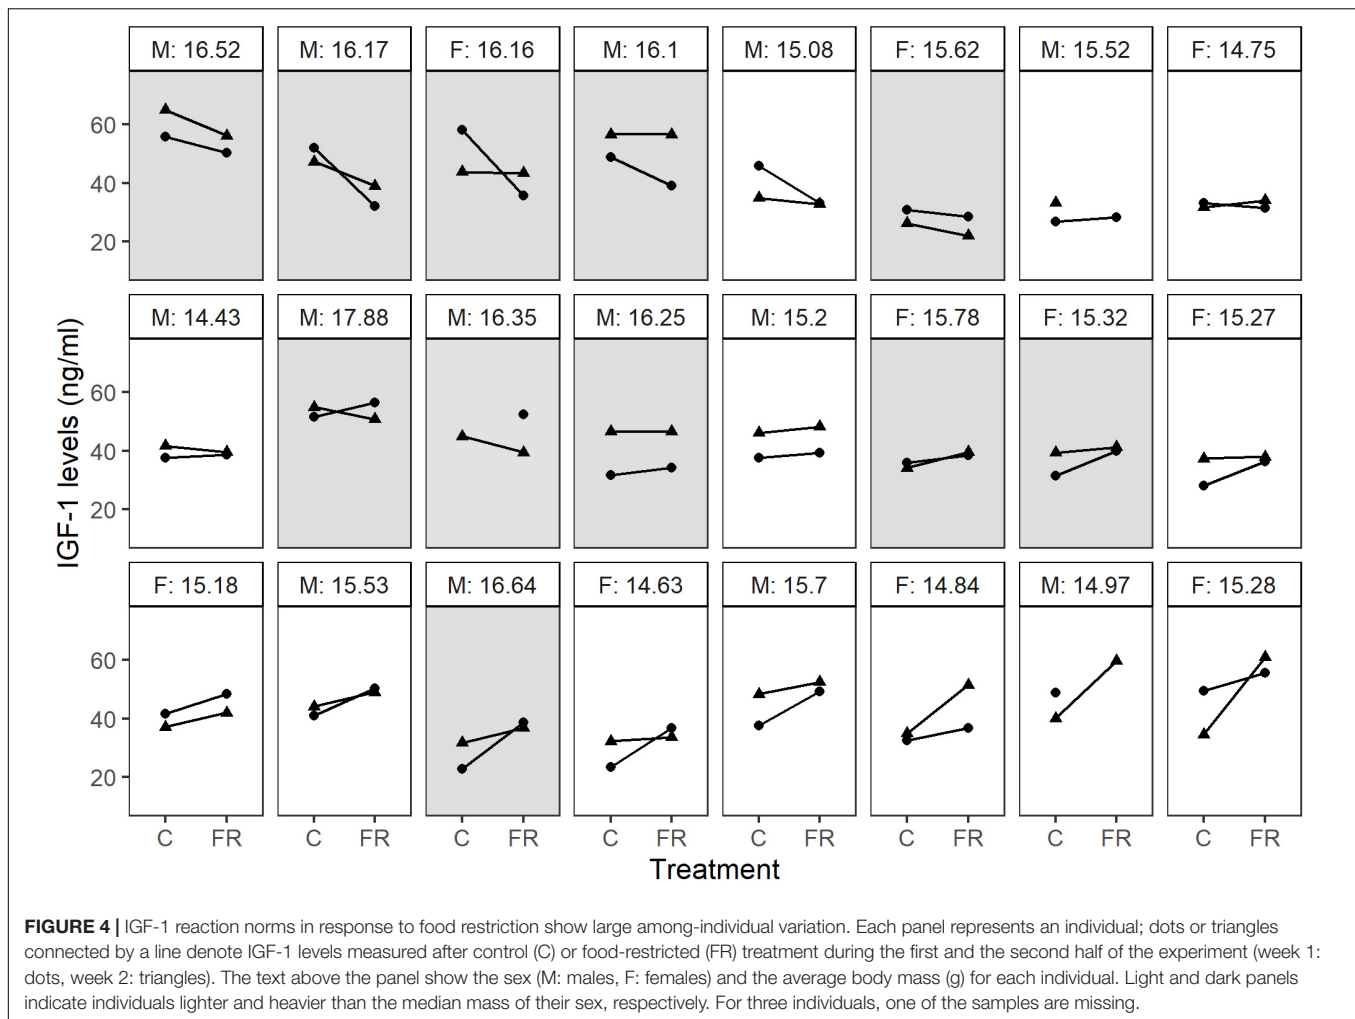 M: 16.52 M: 16.17 F: 16.16 M: 16.1 M: 15.08 F: 15.62 M: 15.52 F: 14.75
60
40
20
M: 14.43 M: 17.88 M: 16.35 M: 16.25 M: 15.2 F: 15.78 F: 15.32 F: 15.27
60
40
20
IGF-1 levels (ng/ml)
F: 15.18 M: 15.53 M: 16.64 F: 14.63 M: 15.7 F: 14.84 M: 14.97 F: 15.28
60
40
20
C FR C FR C FR C FR C FR C FR C FR C FR
Treatment
FIGURE 4 | IGF-1 reaction norms in response to food restriction show large among-individual variation. Each panel represents an individual; dots or triangles
connected by a line denote IGF-1 levels measured after control (C) or food-restricted (FR) treatment during the first and the second half of the experiment (week 1:
dots, week 2: triangles). The text above the panel show the sex (M: males, F: females) and the average body mass (g) for each individual. Light and dark panels
indicate individuals lighter and heavier than the median mass of their sex, respectively. For three individuals, one of the samples are missing.